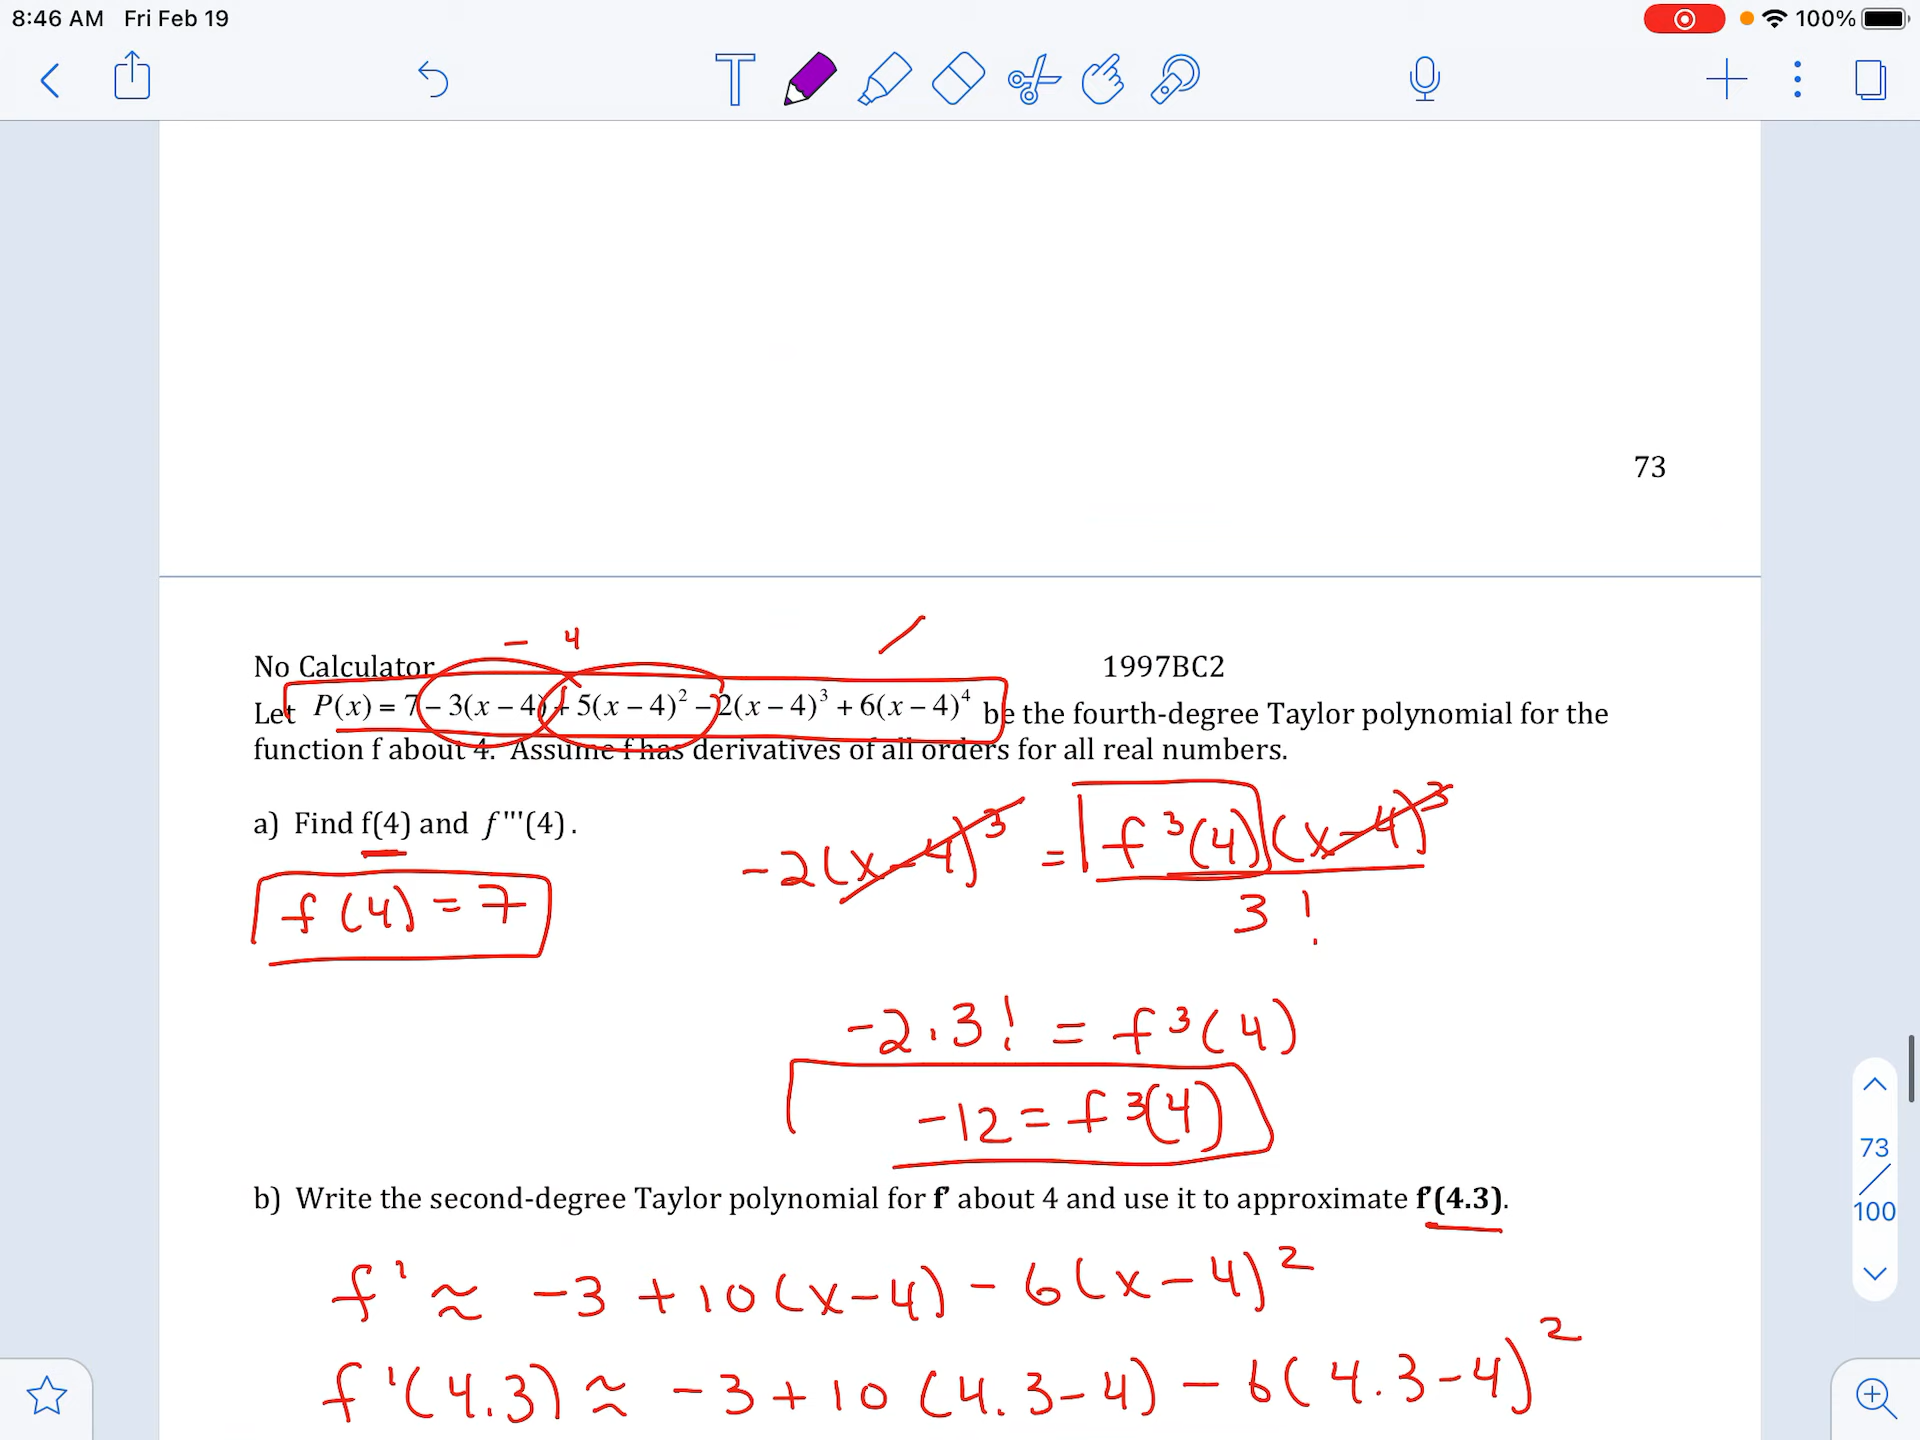 8:46 AM Fri Feb 19
100%
T
73
− 4
No Calculator 1997BC2
Let P(x) = 7 − 3(x − 4) + 5(x − 4)² − 2(x − 4)³ + 6(x − 4)⁴ be the fourth-degree Taylor polynomial for the
function f about 4. Assume f has derivatives of all orders for all real numbers.
a) Find f(4) and f'''(4).
f(4) = 7
-2(x-4)³ = f³(4)(x-4)³
3!
-2·3! = f³(4)
-12 = f³(4)
b) Write the second-degree Taylor polynomial for f' about 4 and use it to approximate f'(4.3).
f' ≈ -3 + 10(x-4) - 6(x-4)²
f'(4.3) ≈ -3 + 10(4.3-4) - 6(4.3-4)²
73
/
100